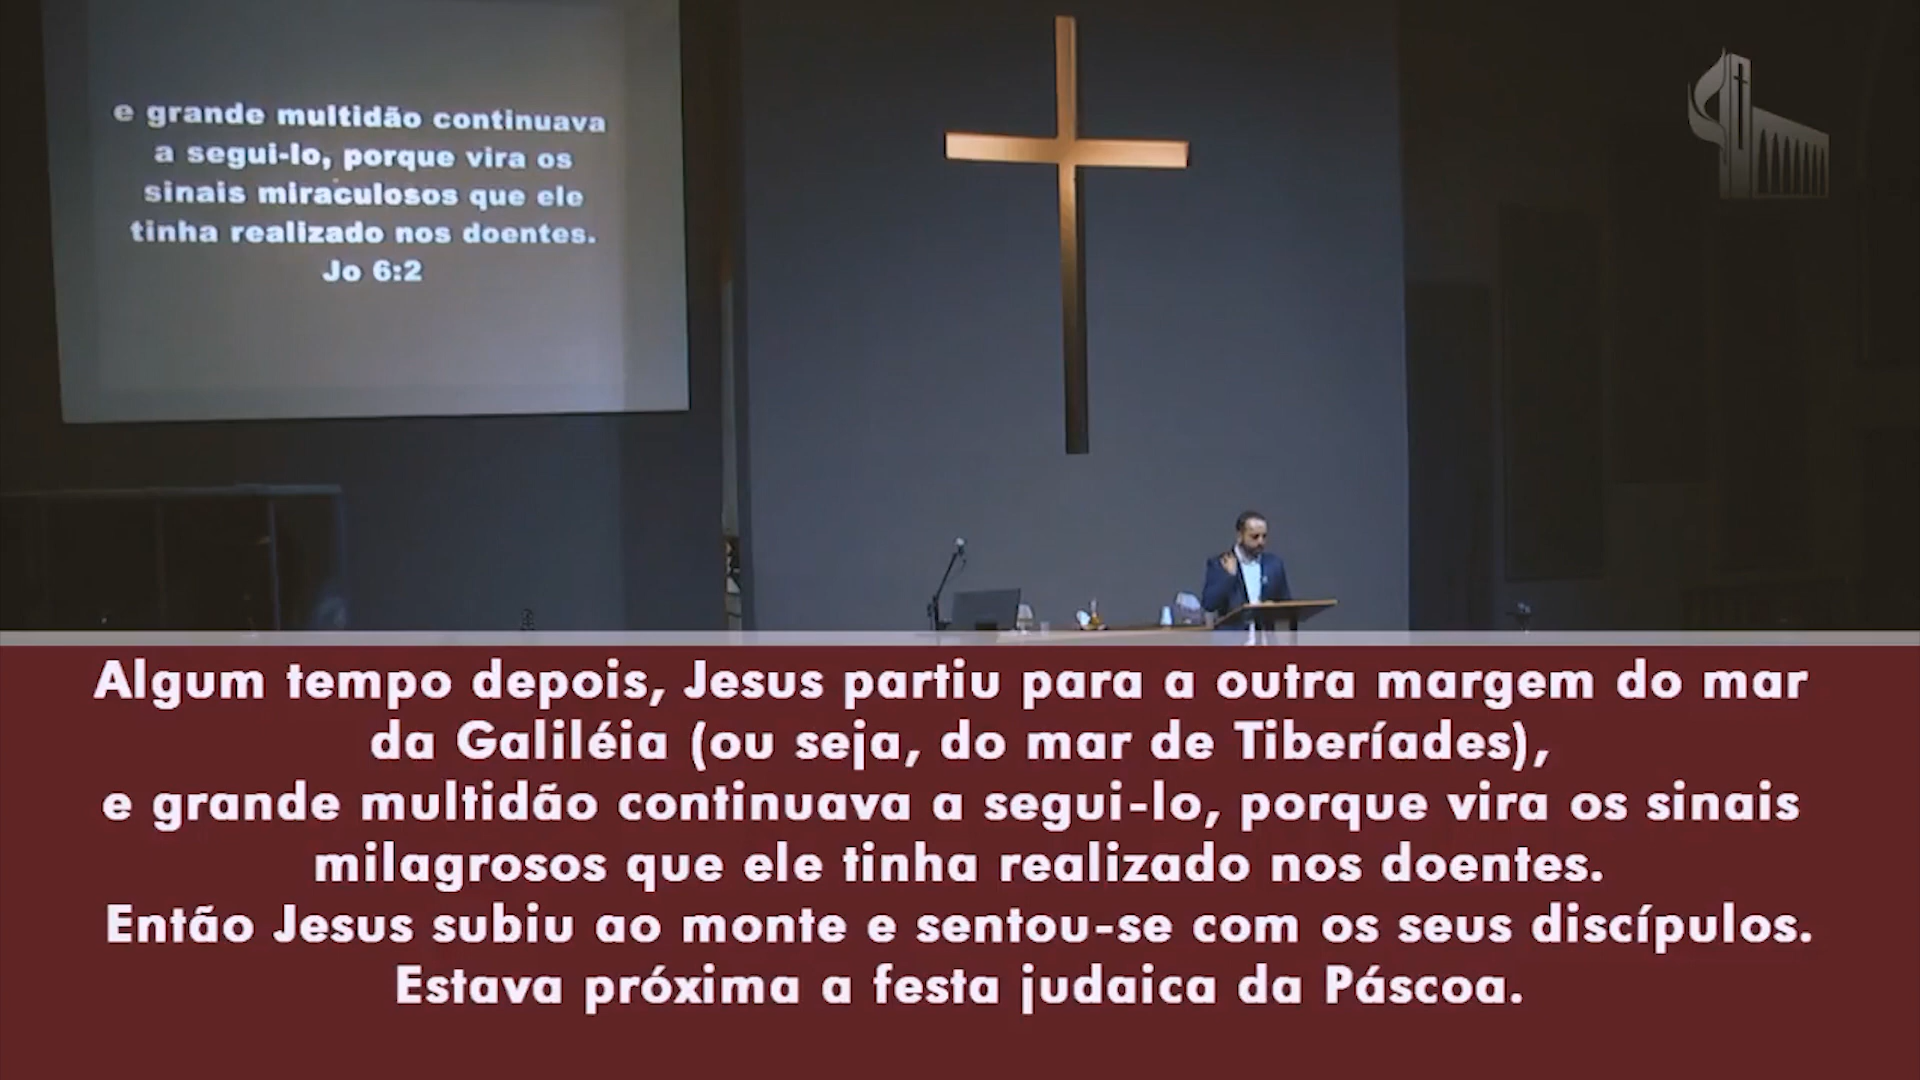 e grande multidão continuava
a segui-lo, porque vira os
sinais miraculosos que ele
tinha realizado nos doentes.
Jo 6:2
Algum tempo depois, Jesus partiu para a outra margem do mar
da Galiléia (ou seja, do mar de Tiberíades),
e grande multidão continuava a segui-lo, porque vira os sinais
milagrosos que ele tinha realizado nos doentes.
Então Jesus subiu ao monte e sentou-se com os seus discípulos.
Estava próxima a festa judaica da Páscoa.